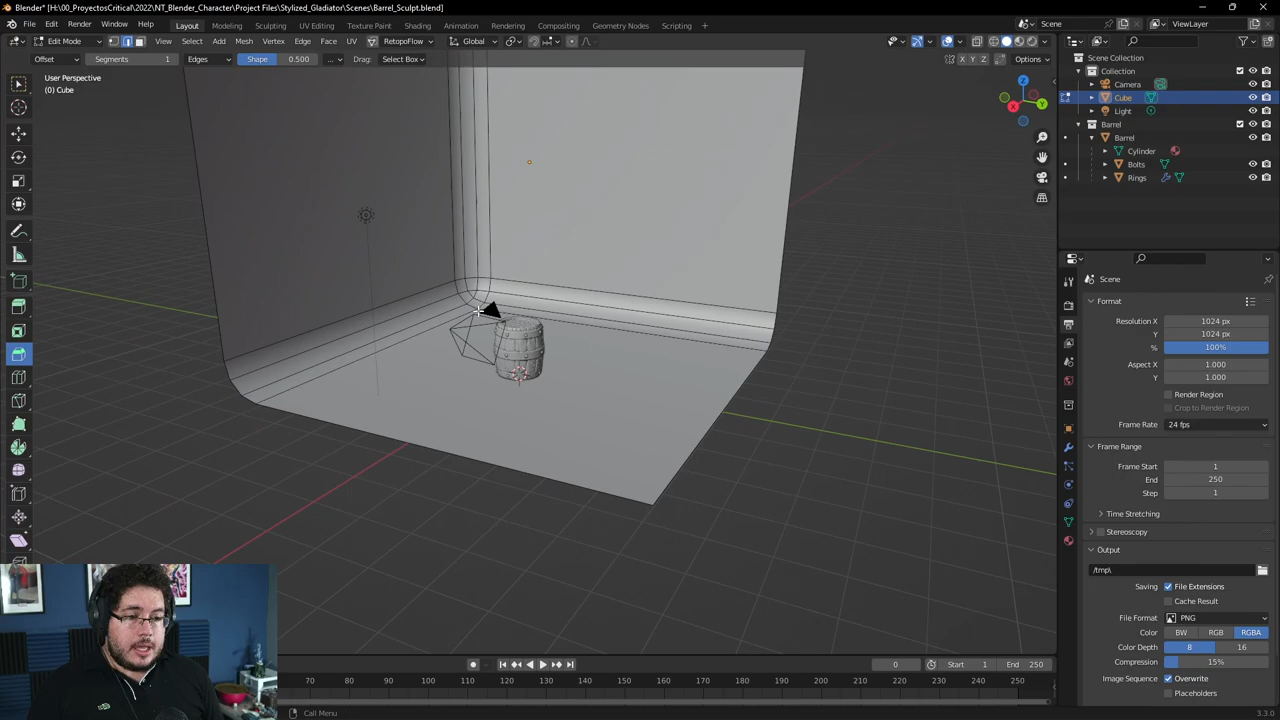 Blender* [H:\00_ProyectosCritical\2022\NT_Blender_Character\Project Files\Stylized_Gladiator\Scenes\Barrel_Sculpt.blend]
File Edit Render Window Help Layout Modeling Sculpting UV Editing Texture Paint Shading Animation Rendering Compositing Geometry Nodes Scripting + Scene ViewLayer
Edit Mode View Select Add Mesh Vertex Edge Face UV RetopoFlow Global
Offset Segments 1 Edges Shape 0.500 ... Drag: Select Box X Y Z Options
User Perspective
(0) Cube
Z
Y
X
Scene Collection
Collection
Camera
Cube
Light
Barrel
Barrel
Cylinder
Bolts
Rings
Scene
Format
Resolution X 1024 px
Y 1024 px
% 100%
Aspect X 1.000
Y 1.000
Render Region
Crop to Render Region
Frame Rate 24 fps
Frame Range
Frame Start 1
End 250
Step 1
Time Stretching
Stereoscopy
Output
/tmp\
Saving File Extensions
Cache Result
File Format PNG
Color BW RGB RGBA
Color Depth 8 16
Compression 15%
Image Sequence Overwrite
Placeholders
0 Start 1 End 250
70 80 90 100 110 120 130 140 150 160 170 180 190 200 210 220 230 240 250
Call Menu
3.3.0